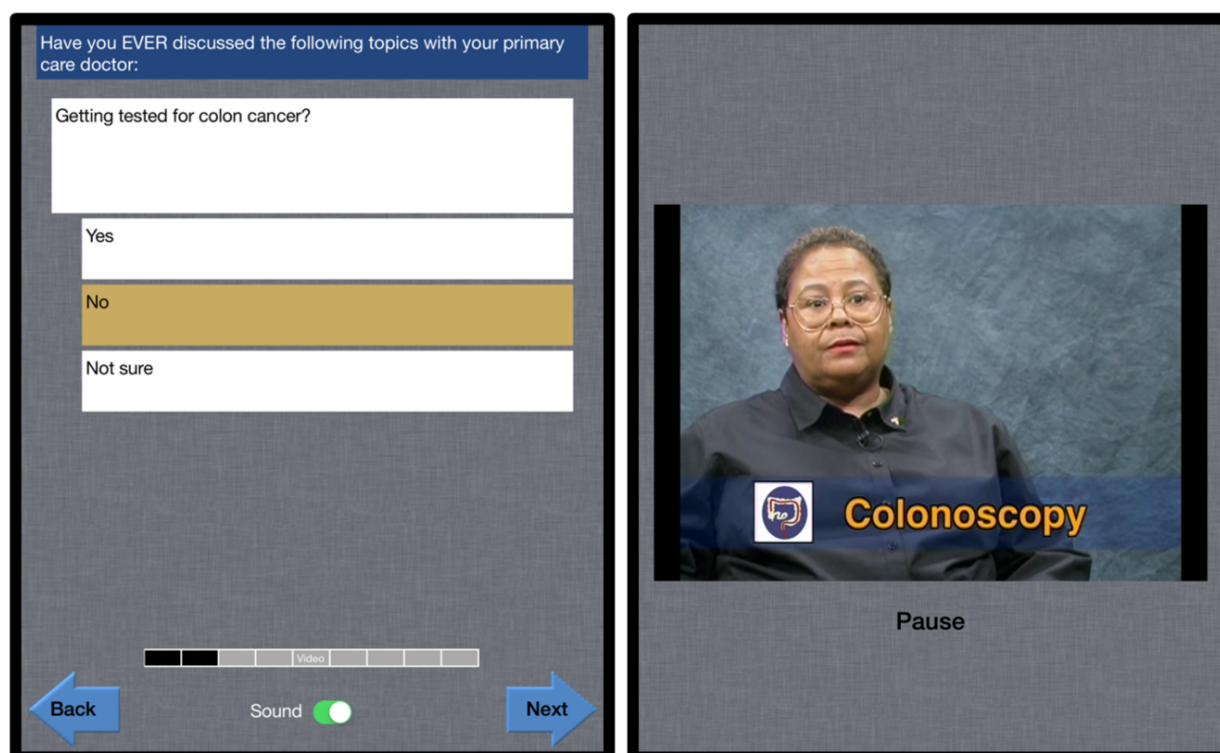 Have you EVER discussed the following topics with your primary
care doctor:
Getting tested for colon cancer?
Yes
No
Not sure
Video
Back
Sound
Next
Colonoscopy
Pause